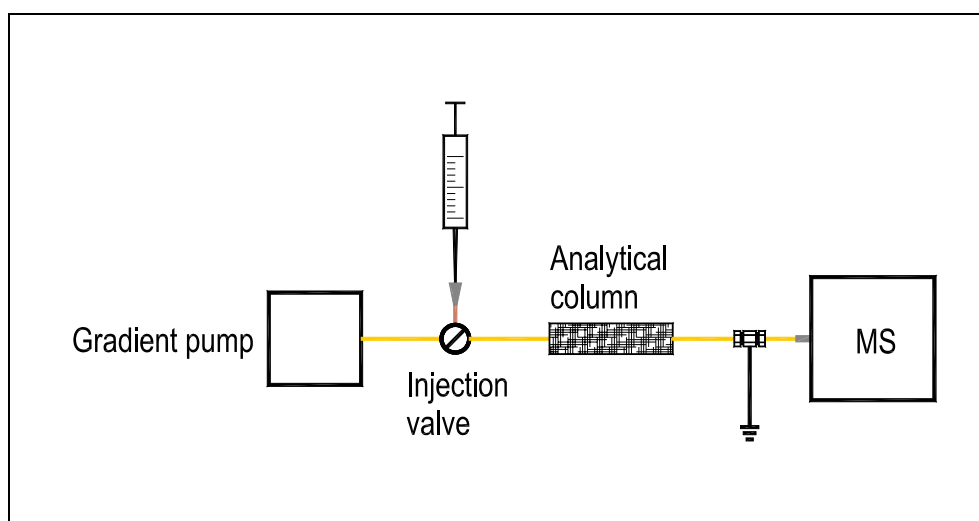 Analytical
column
Gradient pump
MS
Injection
valve